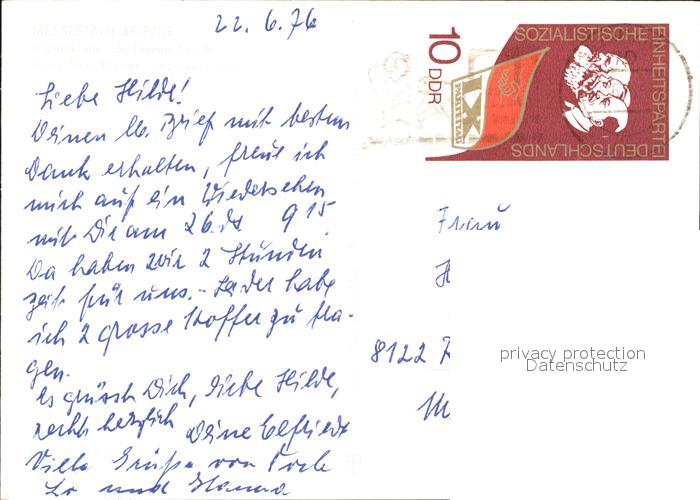 MESSESTADT LEIPZIG
22.6.76
Liebe Hilde!
Deinen lb. Brief mit bestem
Dank erhalten, freue ich
mich auf ein Wiedersehen
mit Dir am 26. ds 9 15
Da haben wir 2 Stunden
Zeit für uns. - Leider habe
ich 2 grosse Koffer zu tra-
gen.
Es grüsst Dich, liebe Hilde,
recht herzlich Deine
Viele Grüße von
und
10 DDR
SOZIALISTISCHE EINHEITSPARTEI
DEUTSCHLANDS
IX.
PARTEITAG
Frau
H
8122
privacy protection
Datenschutz